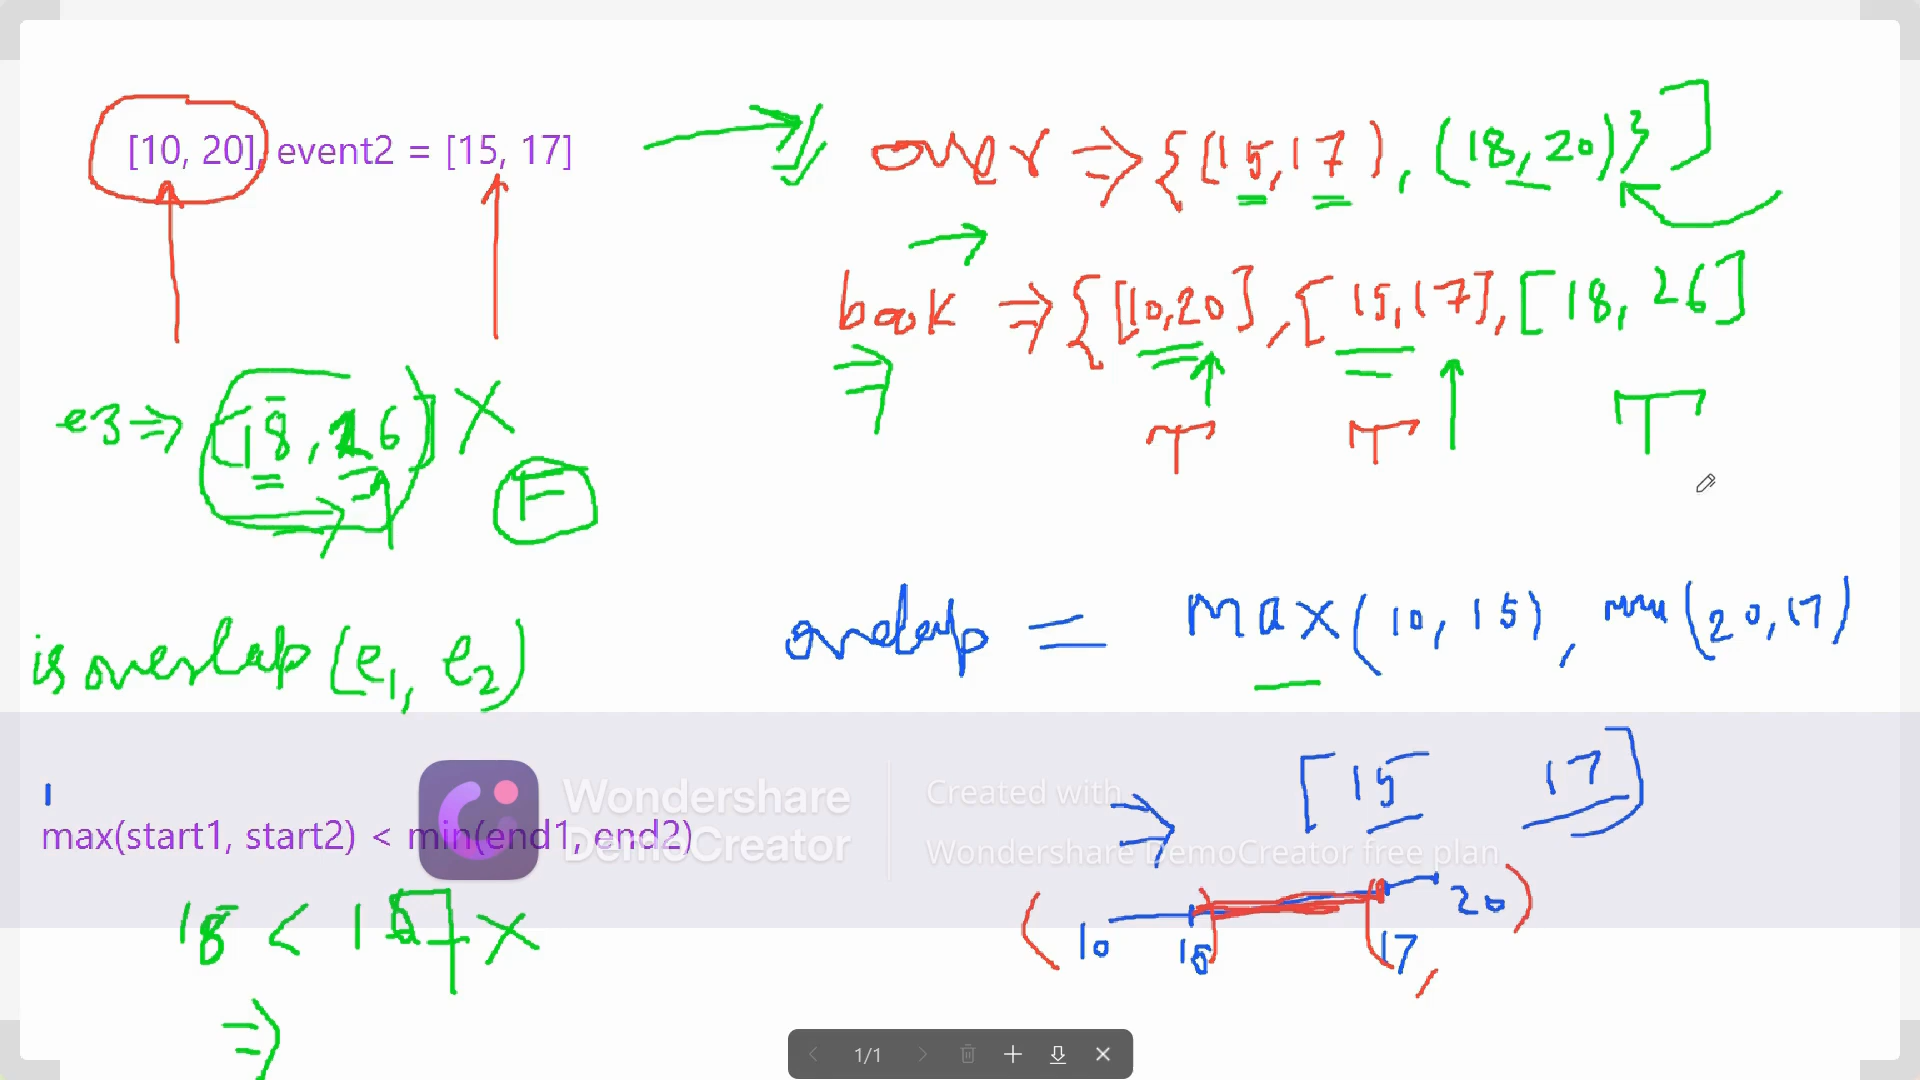 [10, 20], event2 = [15, 17]
over ⇒ {(15,17), (18,20)}]
book ⇒ {[10,20], [15,17], [18, 26]
T T T
e3 ⇒ [18, 26] X
F
is overlap (e1, e2)
overlap = max(10, 15), min(20,17)
⇒ [15 17]
max(start1, start2) < min(end1, end2)
Wondershare
DemoCreator
Created with
Wondershare DemoCreator free plan
10 15 17 20
18 < 17 X
⇒
1/1